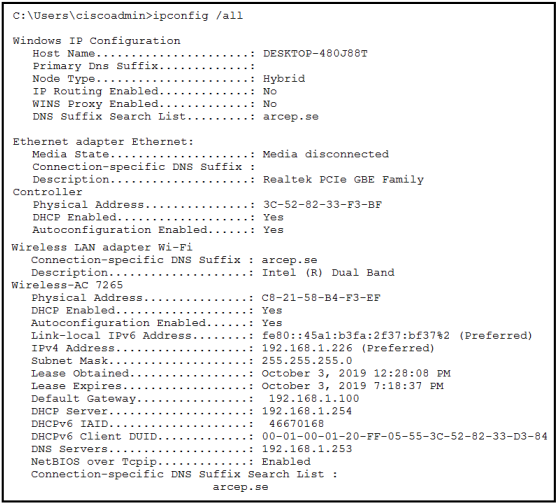 C:\Users\ciscoadmin>ipconfig /all
Windows IP Configuration
Host Name.......................: DESKTOP-480J88T
Primary Dns Suffix.............:
Node Type.......................: Hybrid
IP Routing Enabled.............: No
WINS Proxy Enabled.............: No
DNS Suffix Search List.........: arcep.se
Ethernet adapter Ethernet:
Media State.....................: Media disconnected
Connection-specific DNS Suffix :
Description.....................: Realtek PCIe GBE Family
Controller
Physical Address................: 3C-52-82-33-F3-BF
DHCP Enabled....................: Yes
Autoconfiguration Enabled......: Yes
Wireless LAN adapter Wi-Fi
Connection-specific DNS Suffix : arcep.se
Description.....................: Intel (R) Dual Band
Wireless-AC 7265
Physical Address................: C8-21-58-B4-F3-EF
DHCP Enabled....................: Yes
Autoconfiguration Enabled......: Yes
Link-local IPv6 Address........: fe80::45a1:b3fa:2f37:bf37%2 (Preferred)
IPv4 Address....................: 192.168.1.226 (Preferred)
Subnet Mask.....................: 255.255.255.0
Lease Obtained..................: October 3, 2019 12:28:08 PM
Lease Expires...................: October 3, 2019 7:18:37 PM
Default Gateway.................: 192.168.1.100
DHCP Server.....................: 192.168.1.254
DHCPv6 IAID.....................: 46670168
DHCPv6 Client DUID.............: 00-01-00-01-20-FF-05-55-3C-52-82-33-D3-84
DNS Servers.....................: 192.168.1.253
NetBIOS over Tcpip.............: Enabled
Connection-specific DNS Suffix Search List :
arcep.se